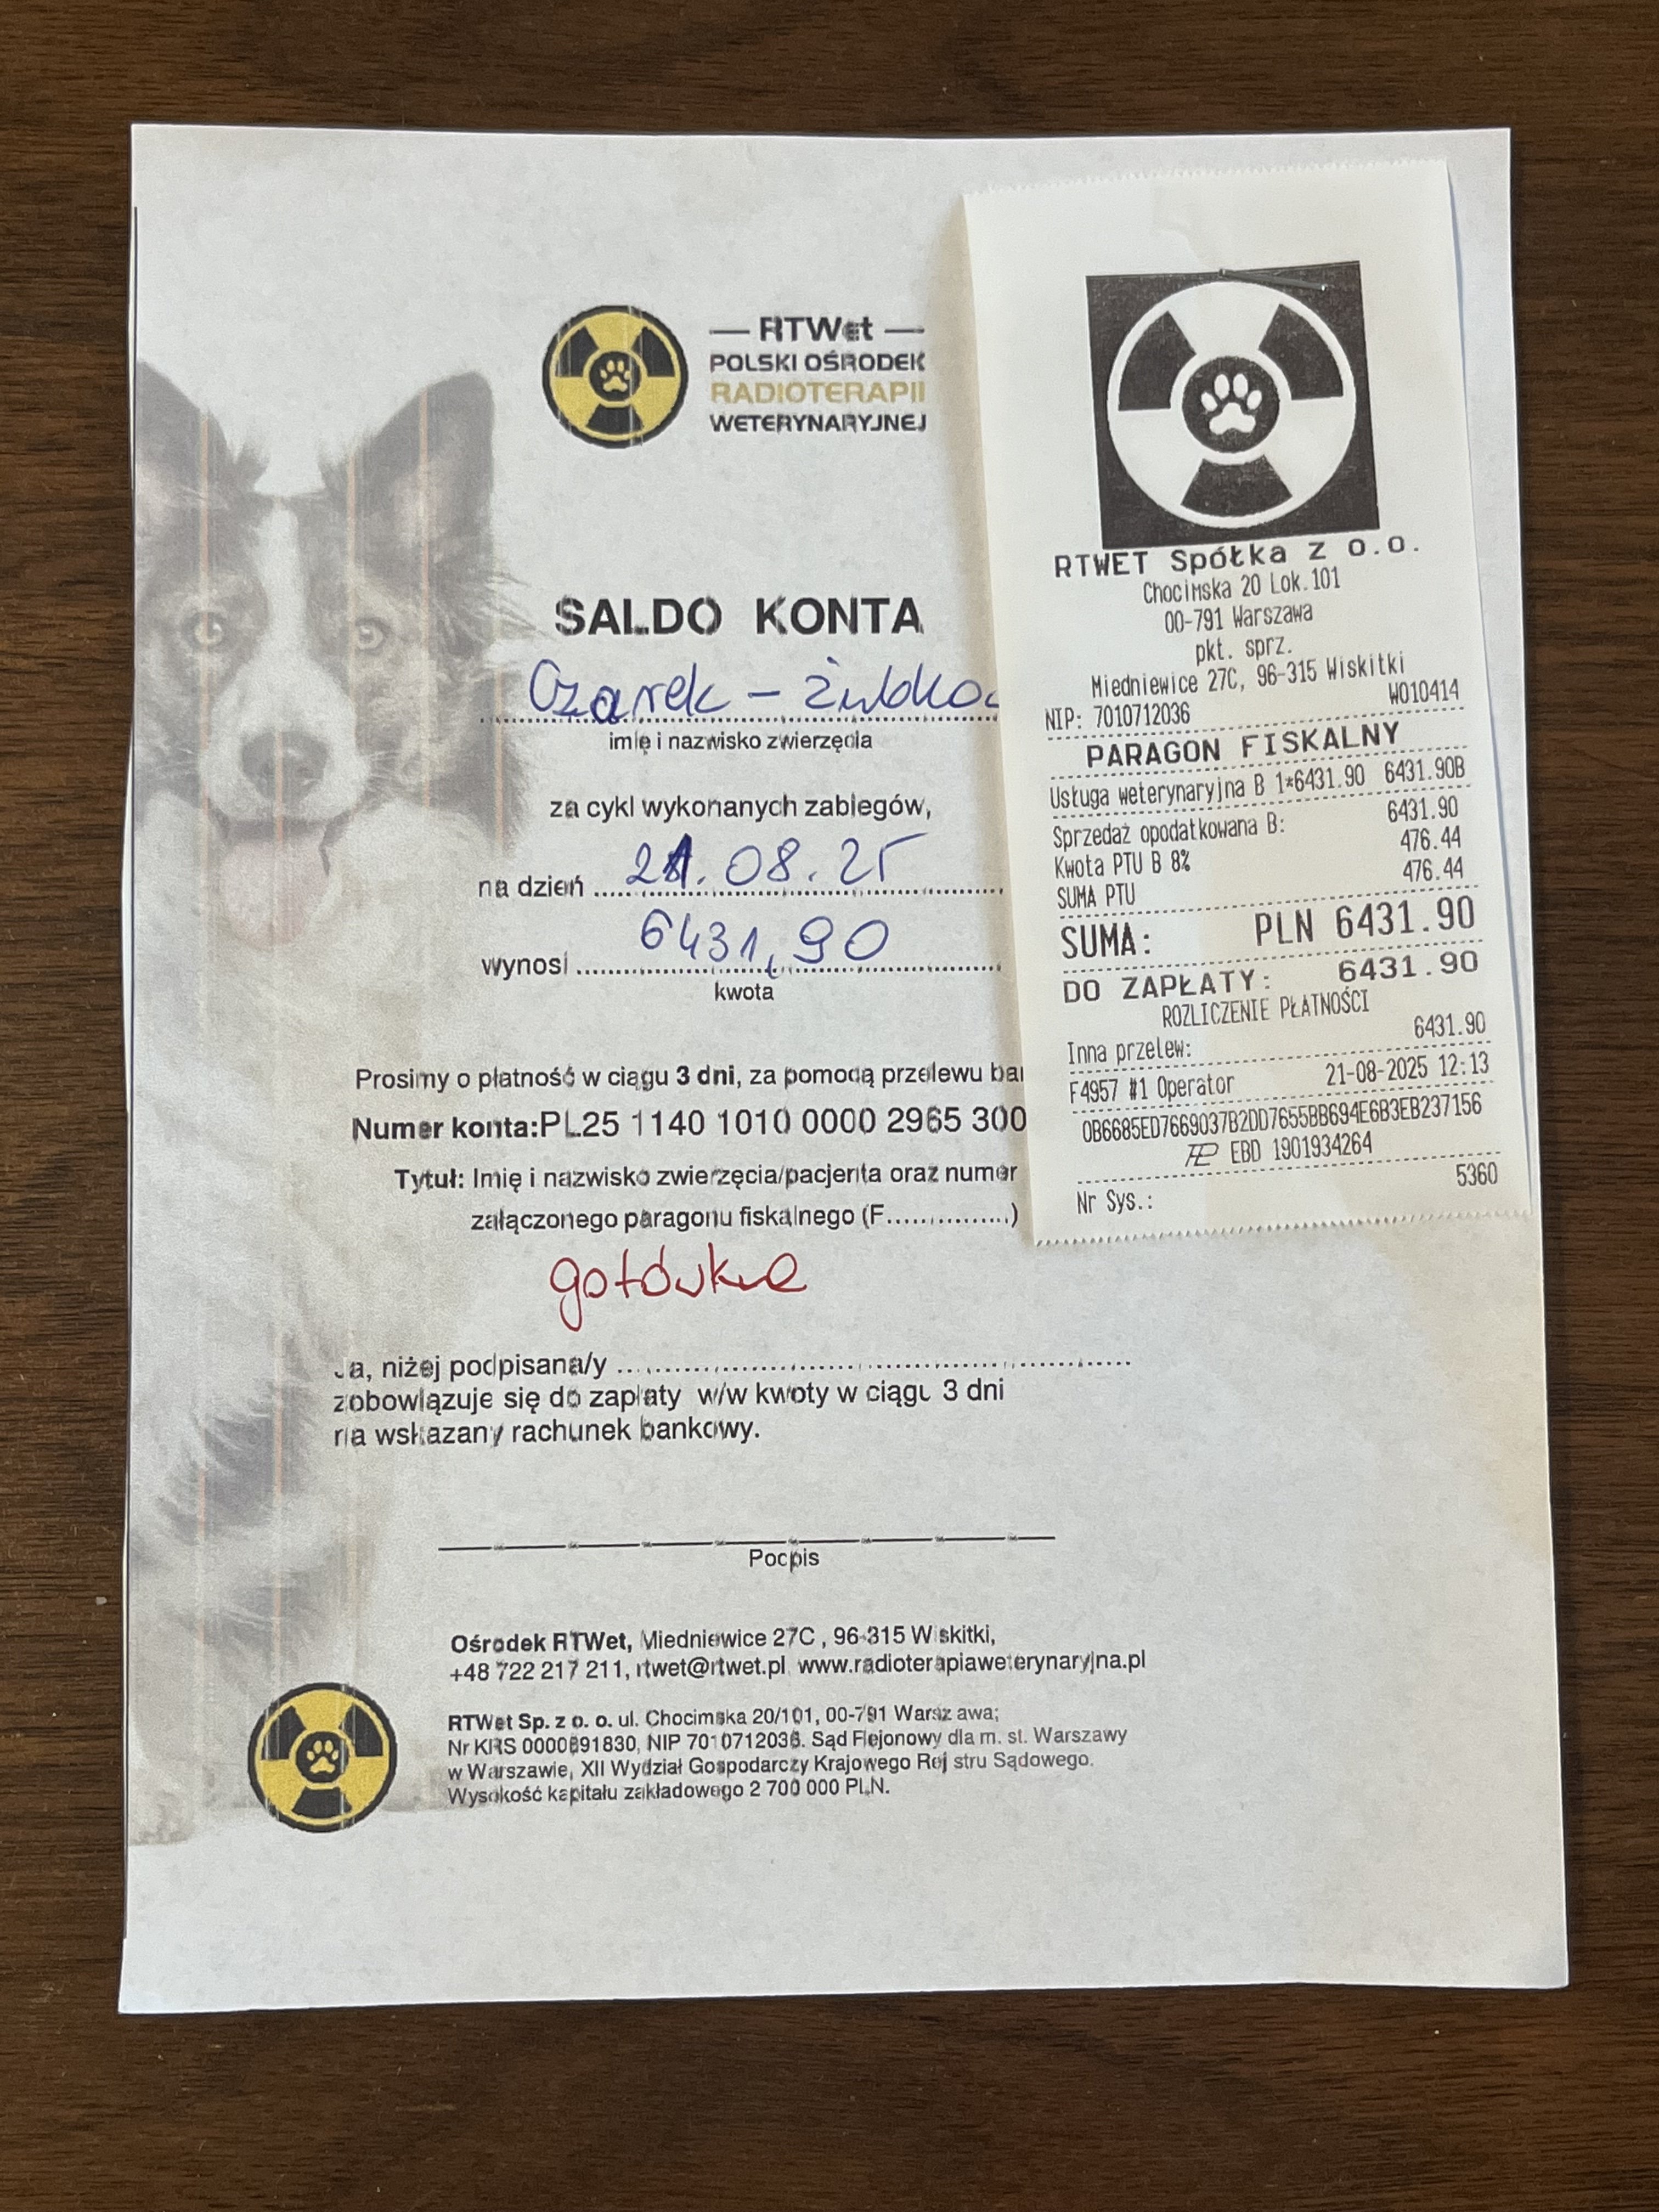 — RTWet —
POLSKI OŚRODEK
RADIOTERAPII
WETERYNARYJNEJ
SALDO KONTA
Czarek –
imię i nazwisko zwierzęcia
za cykl wykonanych zabiegów,
na dzień 21.08.25
wynosi 6431,90
kwota
Prosimy o płatność w ciągu 3 dni, za pomocą przelewu
Numer konta:PL25 1140 1010 0000 2965 300
Tytuł: Imię i nazwisko zwierzęcia/pacjenta oraz numer
załączonego paragonu fiskalnego (F...............)
gotówka
Ja, niżej podpisana/y ..............................................................
zobowiązuje się do zapłaty w/w kwoty w ciągu 3 dni
na wskazany rachunek bankowy.
Podpis
Ośrodek RTWet, Miedniewice 27C , 96-315 Wiskitki,
+48 722 217 211, rtwet@rtwet.pl www.radioterapiaweterynaryjna.pl
RTWet Sp. z o. o. ul. Chocimska 20/101, 00-791 Warszawa;
Nr KRS 0000691830, NIP 7010712036. Sąd Rejonowy dla m. st. Warszawy
w Warszawie, XII Wydział Gospodarczy Krajowego Rejestru Sądowego.
Wysokość kapitału zakładowego 2 700 000 PLN.
RTWET Spółka z o.o.
Chocimska 20 Lok.101
00-791 Warszawa
pkt. sprz.
Miedniewice 27C, 96-315 Wiskitki
NIP: 7010712036 W010414
PARAGON FISKALNY
Usługa weterynaryjna B 1*6431.90 6431.90B
Sprzedaż opodatkowana B: 6431.90
Kwota PTU B 8% 476.44
SUMA PTU 476.44
SUMA: PLN 6431.90
DO ZAPŁATY: 6431.90
ROZLICZENIE PŁATNOŚCI
Inna przelew: 6431.90
F4957 #1 Operator 21-08-2025 12:13
0B6685ED7669037B2DD7655BB694E6B3EB237156
EBD 1901934264
Nr Sys.: 5360